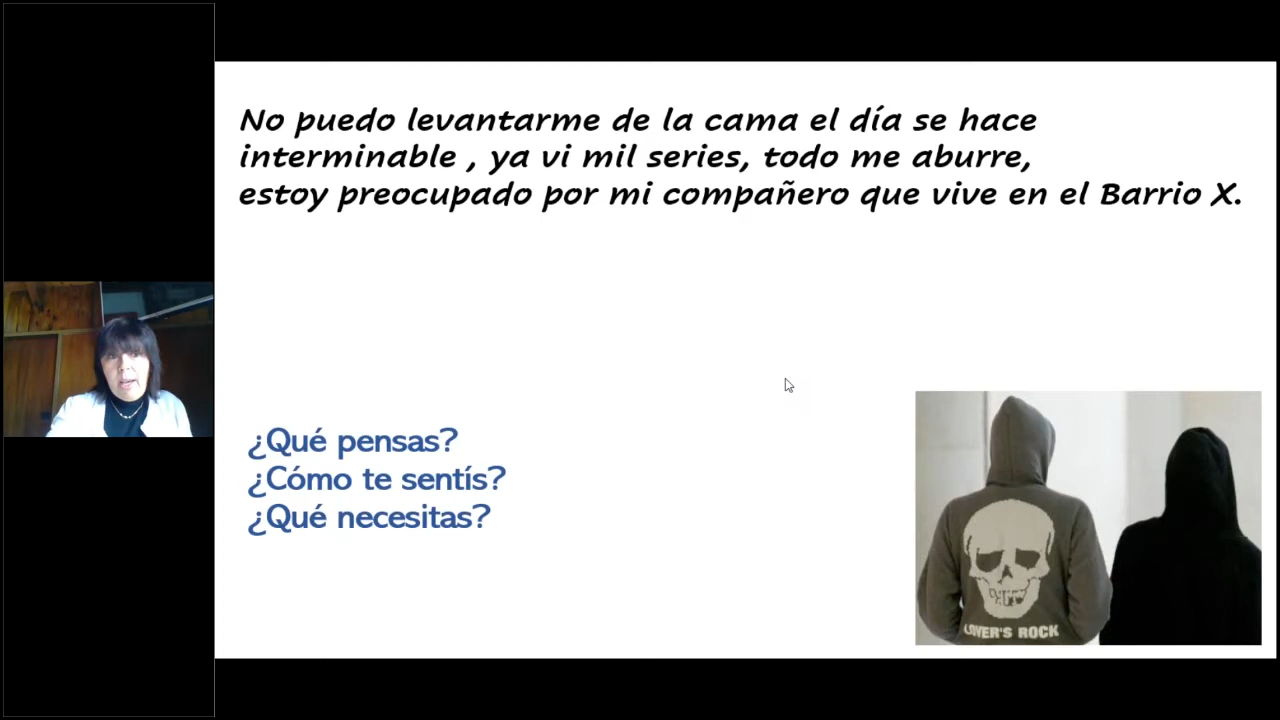 No puedo levantarme de la cama el día se hace
interminable , ya vi mil series, todo me aburre,
estoy preocupado por mi compañero que vive en el Barrio X.
¿Qué pensas?
¿Cómo te sentís?
¿Qué necesitas?
LOVER'S ROCK